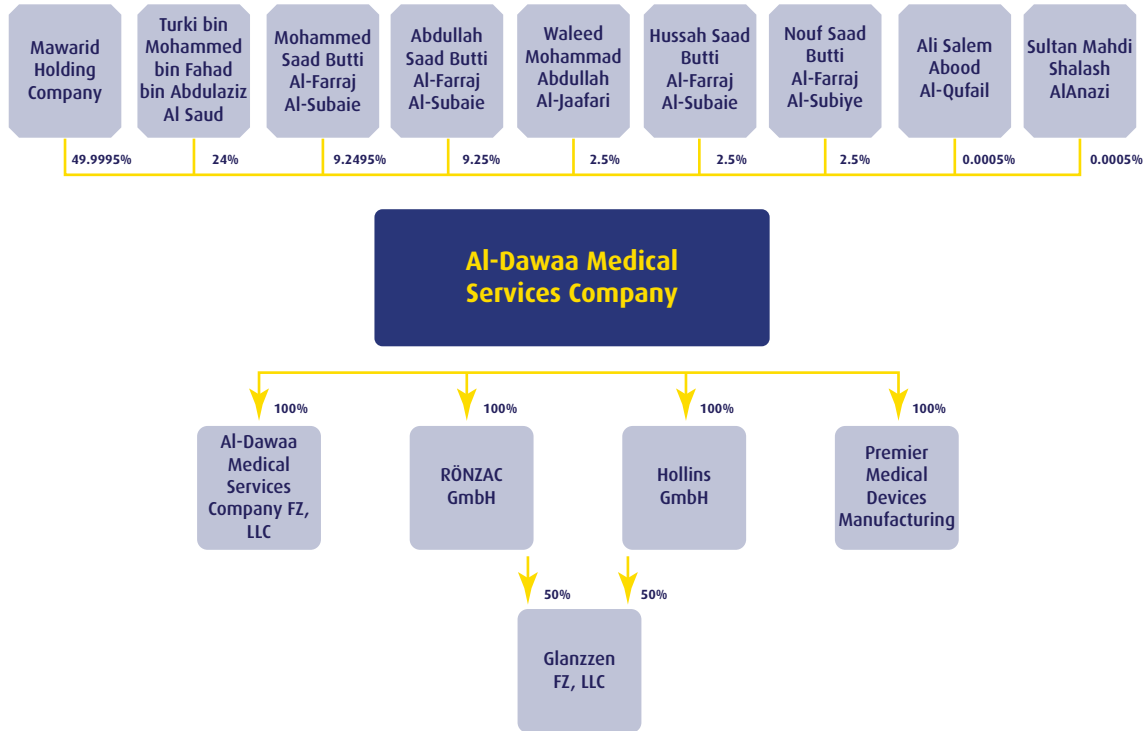 Mawarid
Holding
Company
Turki bin
Mohammed
bin Fahad
bin Abdulaziz
Al Saud
Mohammed
Saad Butti
Al-Farraj
Al-Subaie
Abdullah
Saad Butti
Al-Farraj
Al-Subaie
Waleed
Mohammad
Abdullah
Al-Jaafari
Hussah Saad
Butti
Al-Farraj
Al-Subaie
Nouf Saad
Butti
Al-Farraj
Al-Subiye
Ali Salem
Abood
Al-Qufail
Sultan Mahdi
Shalash
AlAnazi
49.9995%
24%
9.2495%
9.25%
2.5%
2.5%
2.5%
0.0005%
0.0005%
Al-Dawaa Medical
Services Company
100%
100%
100%
100%
Al-Dawaa
Medical
Services
Company FZ,
LLC
RÖNZAC
GmbH
Hollins
GmbH
Premier
Medical
Devices
Manufacturing
50%
50%
Glanzzen
FZ, LLC